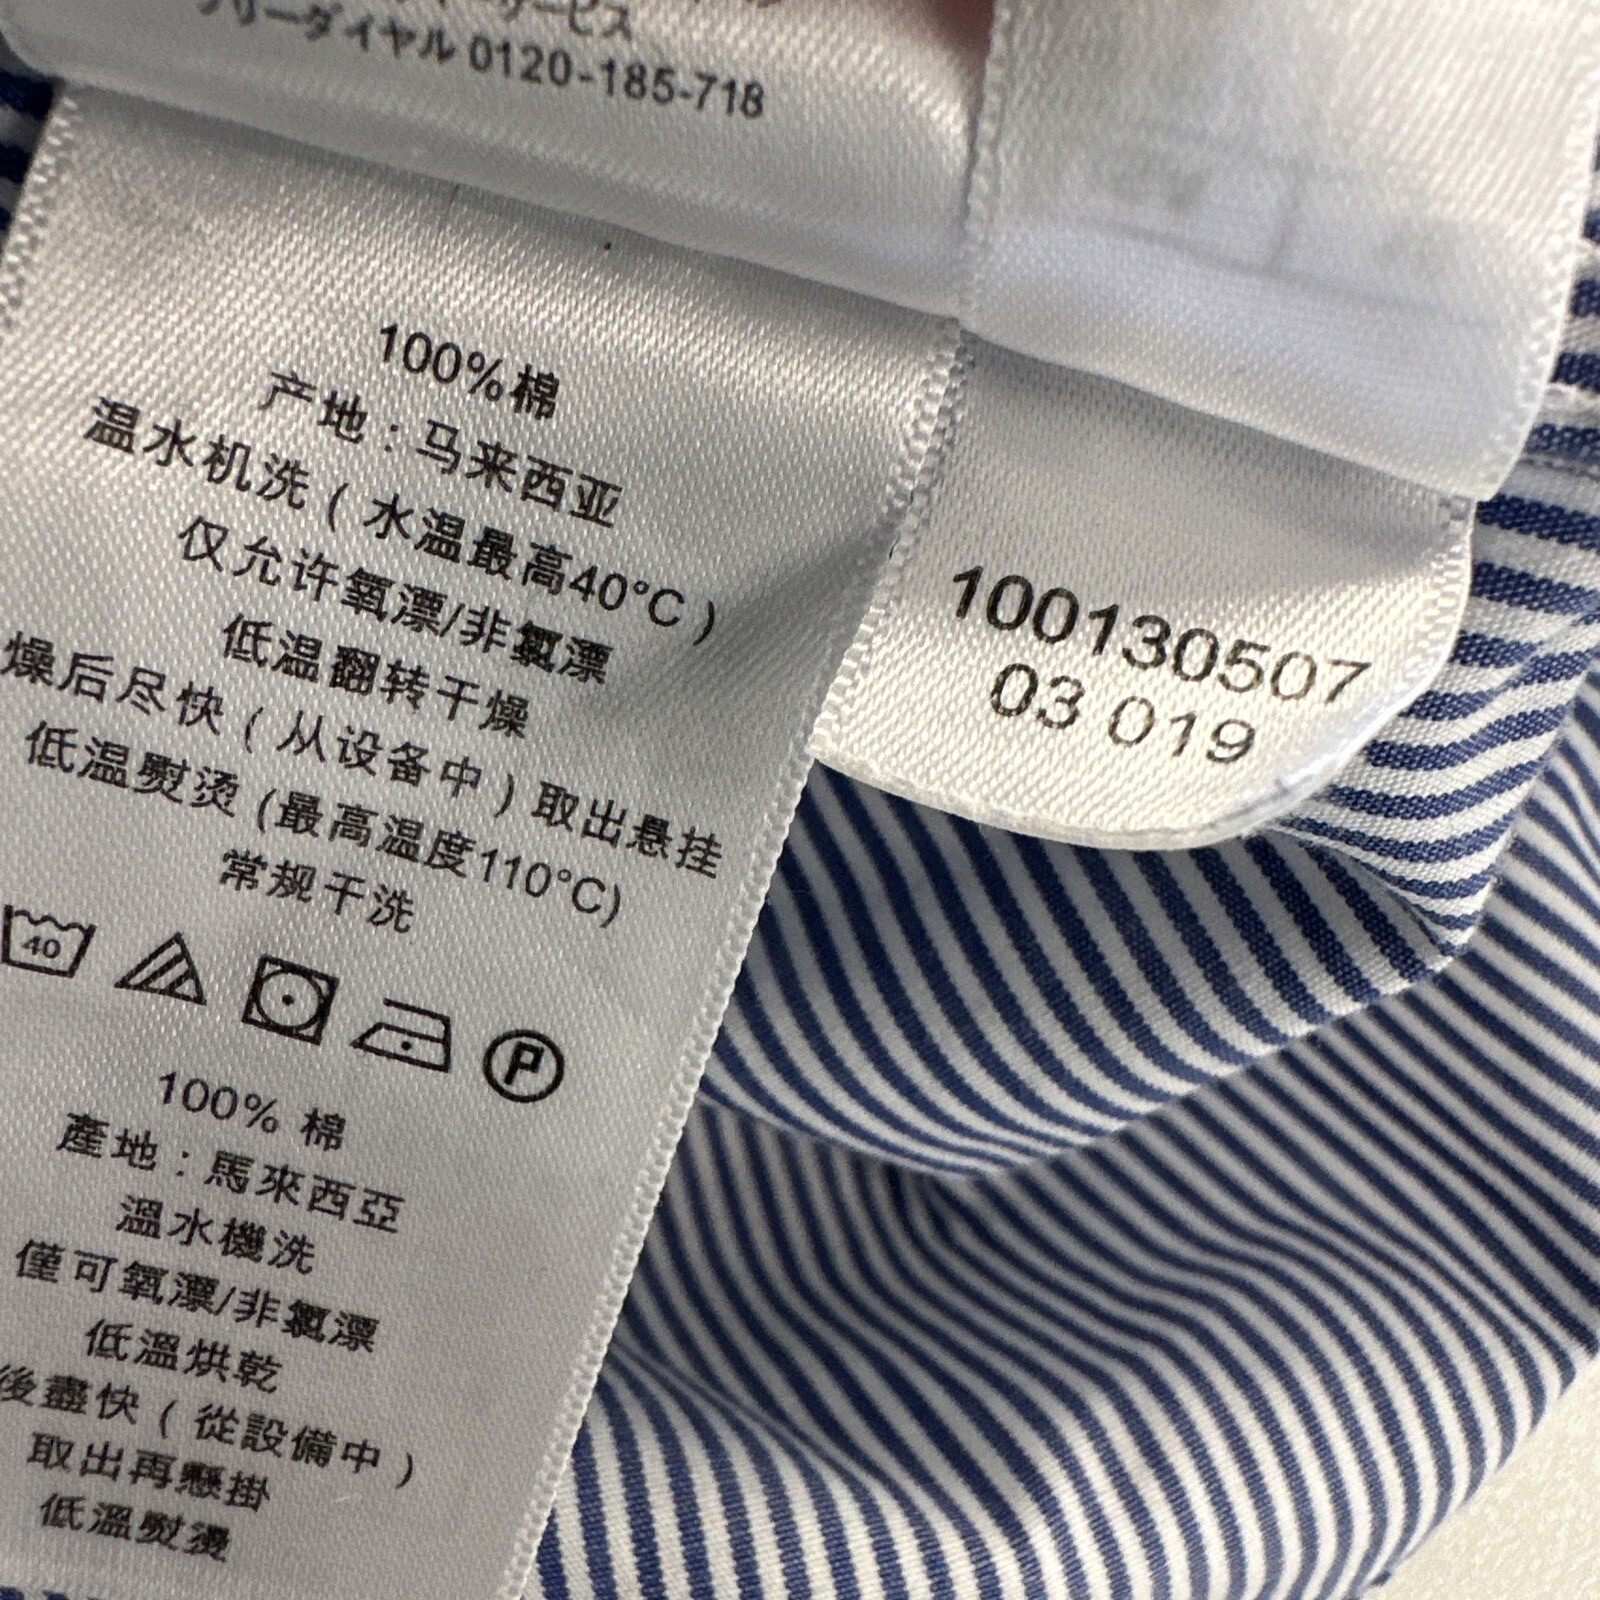 サービス
フリーダイヤル 0120-185-718
100%棉
产地：马来西亚
温水机洗（水温最高40°C）
仅允许氧漂/非氯漂
低温翻转干燥
燥后尽快（从设备中）取出悬挂
低温熨烫 (最高温度110°C)
常规干洗
40
P
100% 棉
產地：馬來西亞
溫水機洗
僅可氧漂/非氯漂
低溫烘乾
後盡快（從設備中）
取出再懸掛
低溫熨燙
100130507
03 019